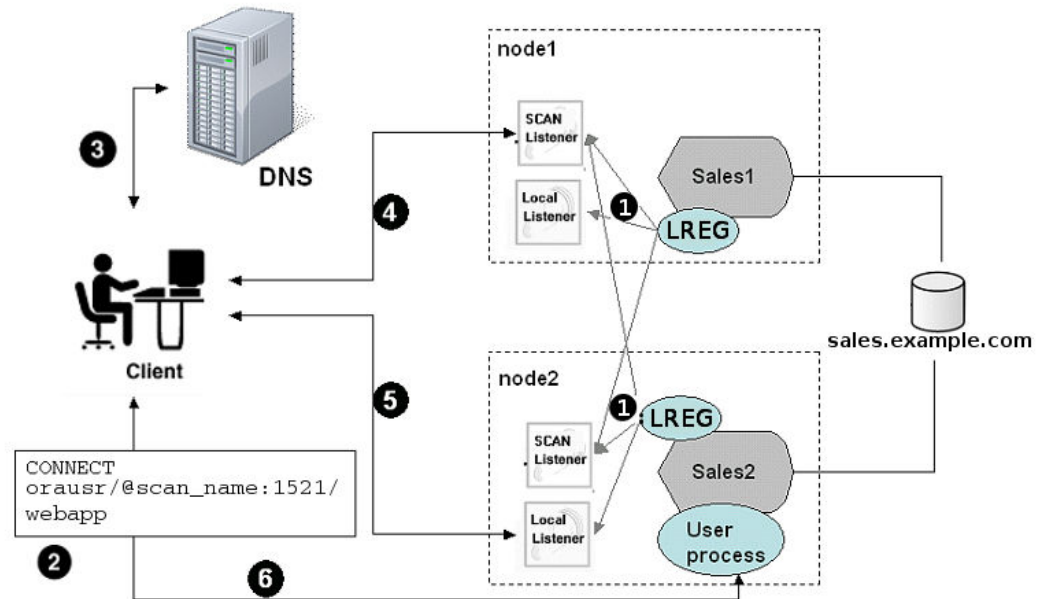 node1
SCAN
Listener
3
DNS
Sales1
1
Local
Listener
4
LREG
sales.example.com
Client
node2
5
1
LREG
SCAN
Listener
Sales2
CONNECT
orausr/@scan_name:1521/
webapp
Local
Listener
User
process
2
6